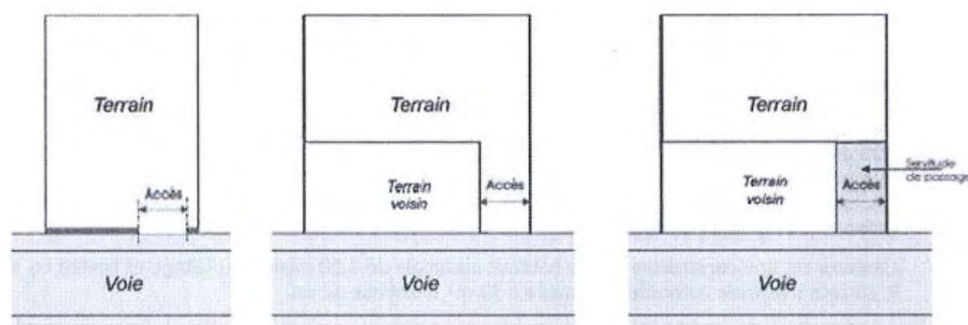 Terrain
Accès
Voie
Terrain
Terrain
voisin
Accès
Voie
Terrain
Terrain
voisin
Accès
Servitude
de passage
Voie